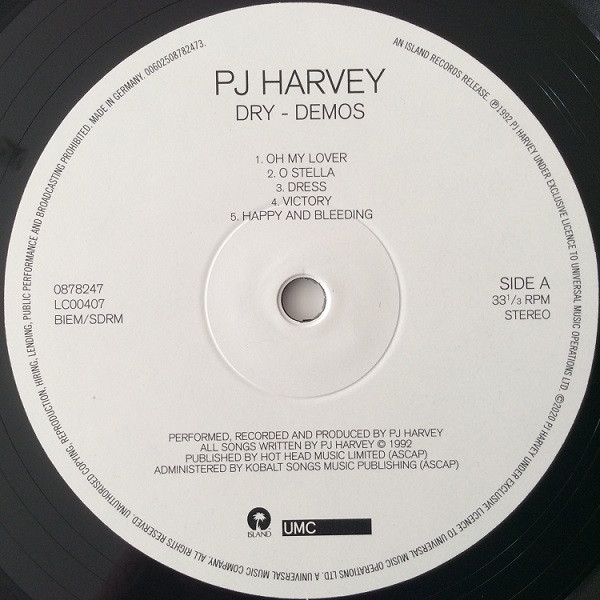 PJ HARVEY
DRY - DEMOS
1. OH MY LOVER
2. O STELLA
3. DRESS
4. VICTORY
5. HAPPY AND BLEEDING
0878247
LC00407
BIEM/SDRM
SIDE A
33 1/3 RPM
STEREO
PERFORMED, RECORDED AND PRODUCED BY PJ HARVEY
ALL SONGS WRITTEN BY PJ HARVEY © 1992
PUBLISHED BY HOT HEAD MUSIC LIMITED (ASCAP)
ADMINISTERED BY KOBALT SONGS MUSIC PUBLISHING (ASCAP)
ISLAND
UMC
AN ISLAND RECORDS RELEASE. ℗1992 PJ HARVEY UNDER EXCLUSIVE LICENCE TO UNIVERSAL MUSIC OPERATIONS LTD. ©2020 PJ HARVEY UNDER EXCLUSIVE LICENCE TO UNIVERSAL MUSIC OPERATIONS LTD. A UNIVERSAL MUSIC COMPANY. ALL RIGHTS RESERVED. UNAUTHORISED COPYING, REPRODUCTION, HIRING, LENDING, PUBLIC PERFORMANCE AND BROADCASTING PROHIBITED. MADE IN GERMANY. 00602508782473.